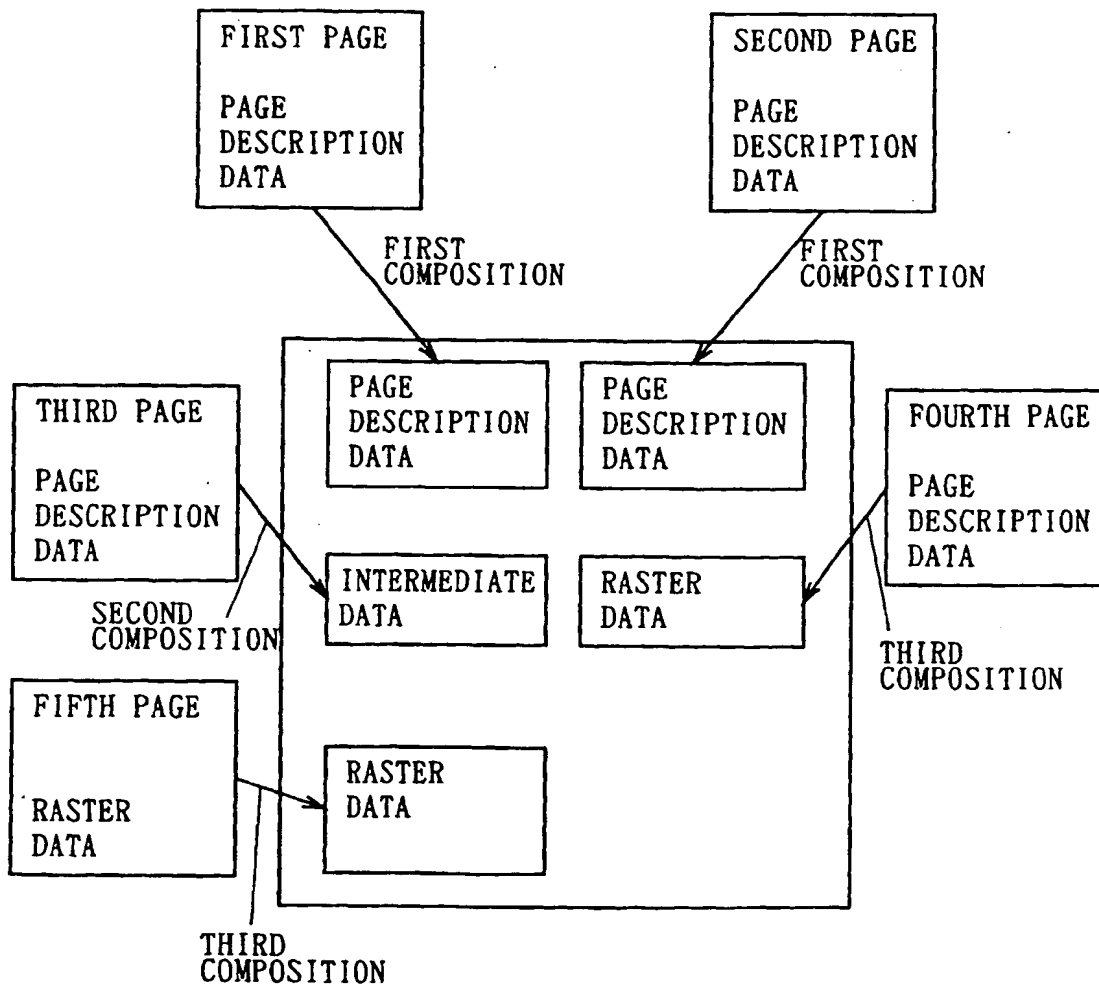 FIRST PAGE
PAGE
DESCRIPTION
DATA
SECOND PAGE
PAGE
DESCRIPTION
DATA
FIRST
COMPOSITION
FIRST
COMPOSITION
THIRD PAGE
PAGE
DESCRIPTION
DATA
PAGE
DESCRIPTION
DATA
PAGE
DESCRIPTION
DATA
FOURTH PAGE
PAGE
DESCRIPTION
DATA
SECOND
COMPOSITION
INTERMEDIATE
DATA
RASTER
DATA
THIRD
COMPOSITION
FIFTH PAGE
RASTER
DATA
RASTER
DATA
THIRD
COMPOSITION